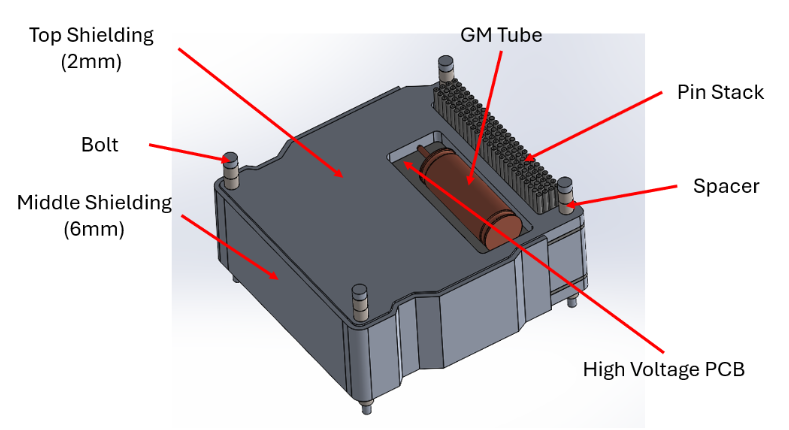 Top Shielding
(2mm)
GM Tube
Pin Stack
Bolt
Middle Shielding
(6mm)
Spacer
High Voltage PCB